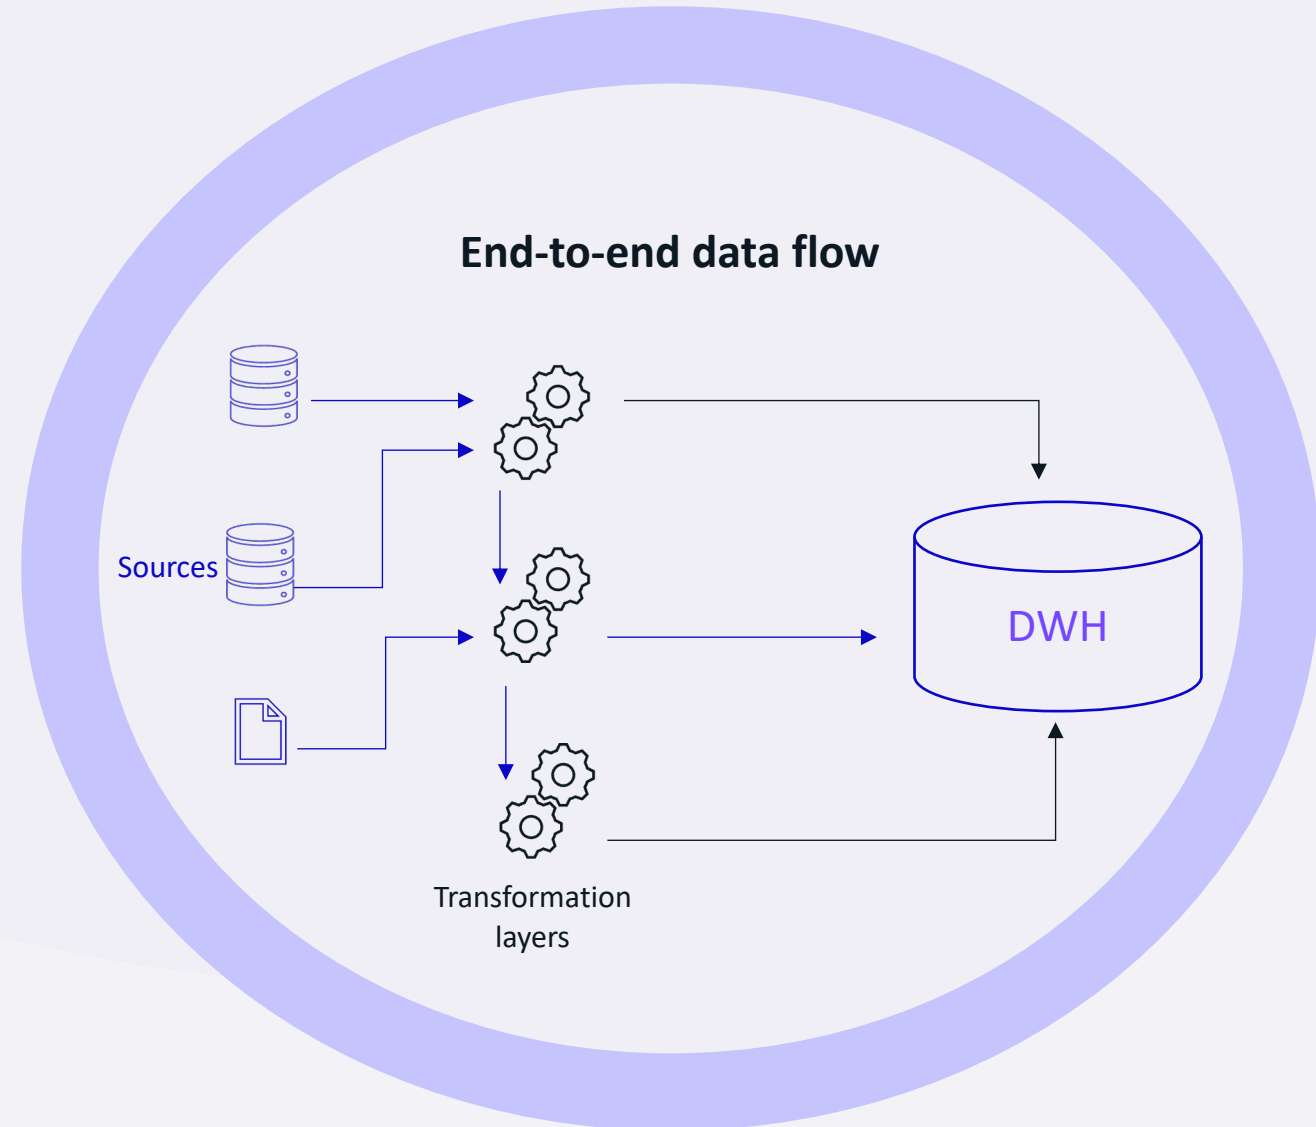 End-to-end data flow
Sources
DWH
Transformation
layers